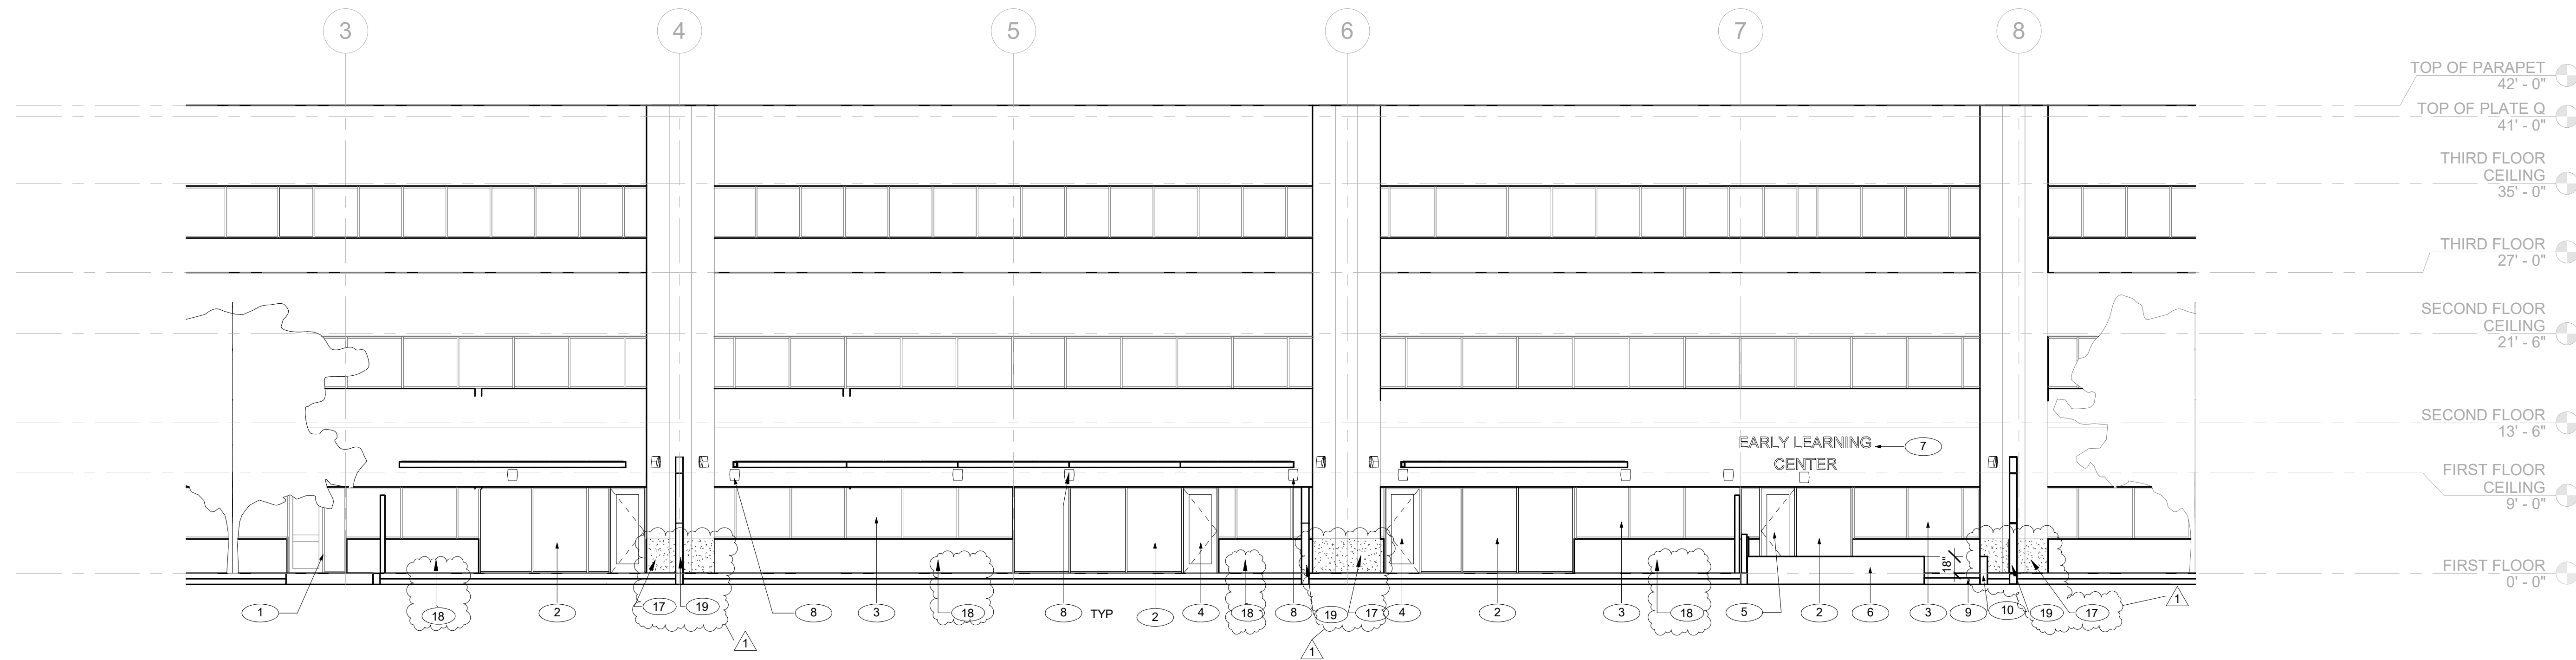 3
4
5
6
7
8
TOP OF PARAPET
42' - 0"
TOP OF PLATE Q
41' - 0"
THIRD FLOOR
CEILING
35' - 0"
THIRD FLOOR
27' - 0"
SECOND FLOOR
CEILING
21' - 6"
SECOND FLOOR
13' - 6"
FIRST FLOOR
CEILING
9' - 0"
FIRST FLOOR
0' - 0"
EARLY LEARNING
CENTER
7
18"
1
18
2
17
19
8
3
18
8 TYP
2
4
18
8
19
17
4
2
3
18
5
2
6
3
9
10
19
17
1
1
1